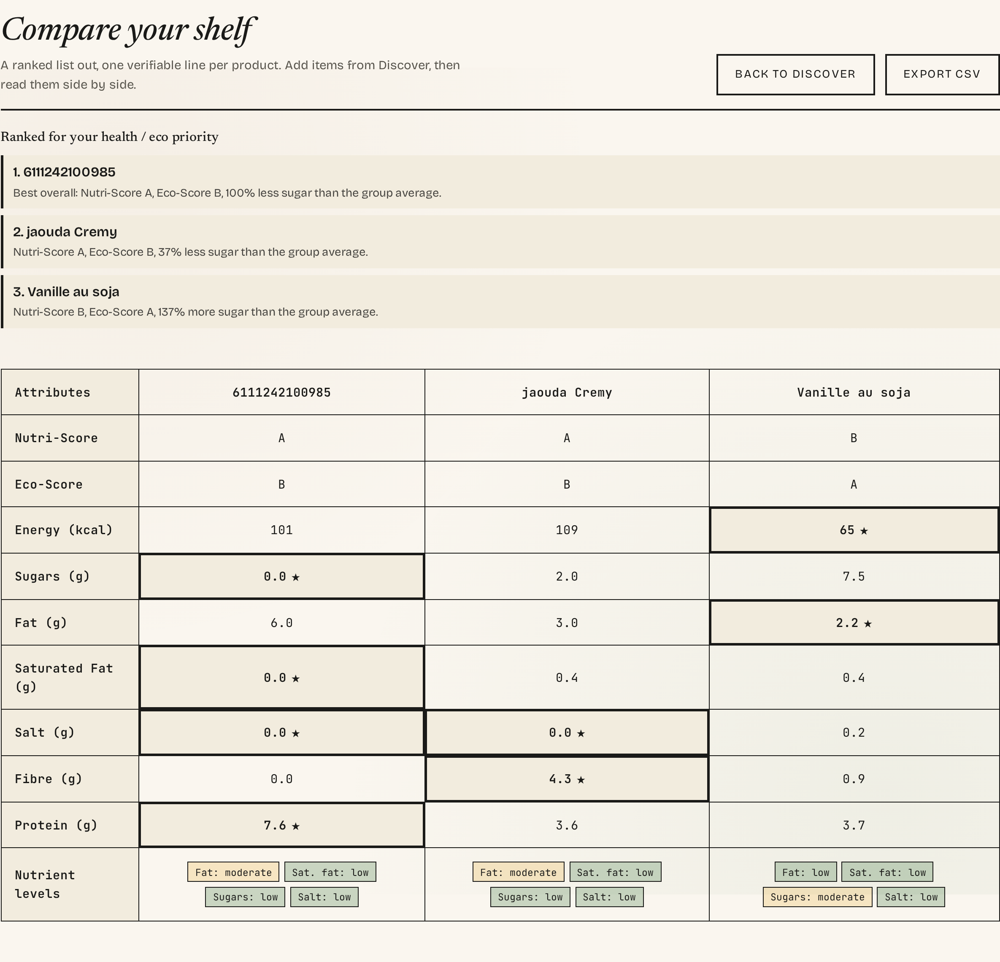 Compare your shelf
A ranked list out, one verifiable line per product. Add items from Discover, then
read them side by side.
BACK TO DISCOVER
EXPORT CSV
Ranked for your health / eco priority
1. 6111242100985
Best overall: Nutri-Score A, Eco-Score B, 100% less sugar than the group average.
2. jaouda Cremy
Nutri-Score A, Eco-Score B, 37% less sugar than the group average.
3. Vanille au soja
Nutri-Score B, Eco-Score A, 137% more sugar than the group average.
Attributes 6111242100985 jaouda Cremy Vanille au soja
Nutri-Score A A B
Eco-Score B B A
Energy (kcal) 101 109 65 ★
Sugars (g) 0.0 ★ 2.0 7.5
Fat (g) 6.0 3.0 2.2 ★
Saturated Fat
(g) 0.0 ★ 0.4 0.4
Salt (g) 0.0 ★ 0.0 ★ 0.2
Fibre (g) 0.0 4.3 ★ 0.9
Protein (g) 7.6 ★ 3.6 3.7
Nutrient
levels
Fat: moderate Sat. fat: low
Sugars: low Salt: low
Fat: moderate Sat. fat: low
Sugars: low Salt: low
Fat: low Sat. fat: low
Sugars: moderate Salt: low